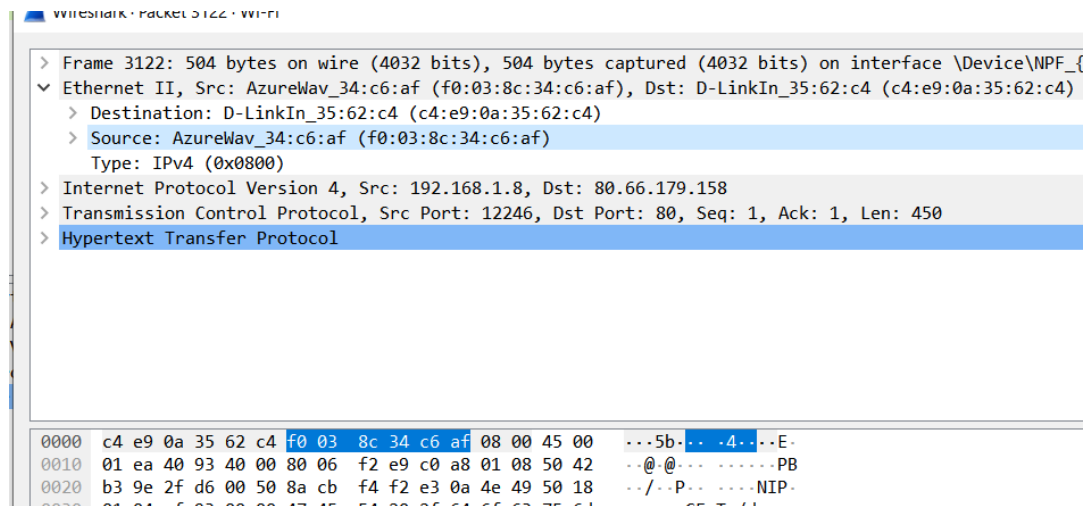 Wireshark · Packet 3122 · Wi-Fi
> Frame 3122: 504 bytes on wire (4032 bits), 504 bytes captured (4032 bits) on interface \Device\NPF_{
Ethernet II, Src: AzureWav_34:c6:af (f0:03:8c:34:c6:af), Dst: D-LinkIn_35:62:c4 (c4:e9:0a:35:62:c4)
> Destination: D-LinkIn_35:62:c4 (c4:e9:0a:35:62:c4)
> Source: AzureWav_34:c6:af (f0:03:8c:34:c6:af)
Type: IPv4 (0x0800)
> Internet Protocol Version 4, Src: 192.168.1.8, Dst: 80.66.179.158
> Transmission Control Protocol, Src Port: 12246, Dst Port: 80, Seq: 1, Ack: 1, Len: 450
> Hypertext Transfer Protocol
0000 c4 e9 0a 35 62 c4 f0 03 8c 34 c6 af 08 00 45 00 ···5b··· ·4····E·
0010 01 ea 40 93 40 00 80 06 f2 e9 c0 a8 01 08 50 42 ··@·@··· ······PB
0020 b3 9e 2f d6 00 50 8a cb f4 f2 e3 0a 4e 49 50 18 ··/··P·· ····NIP·